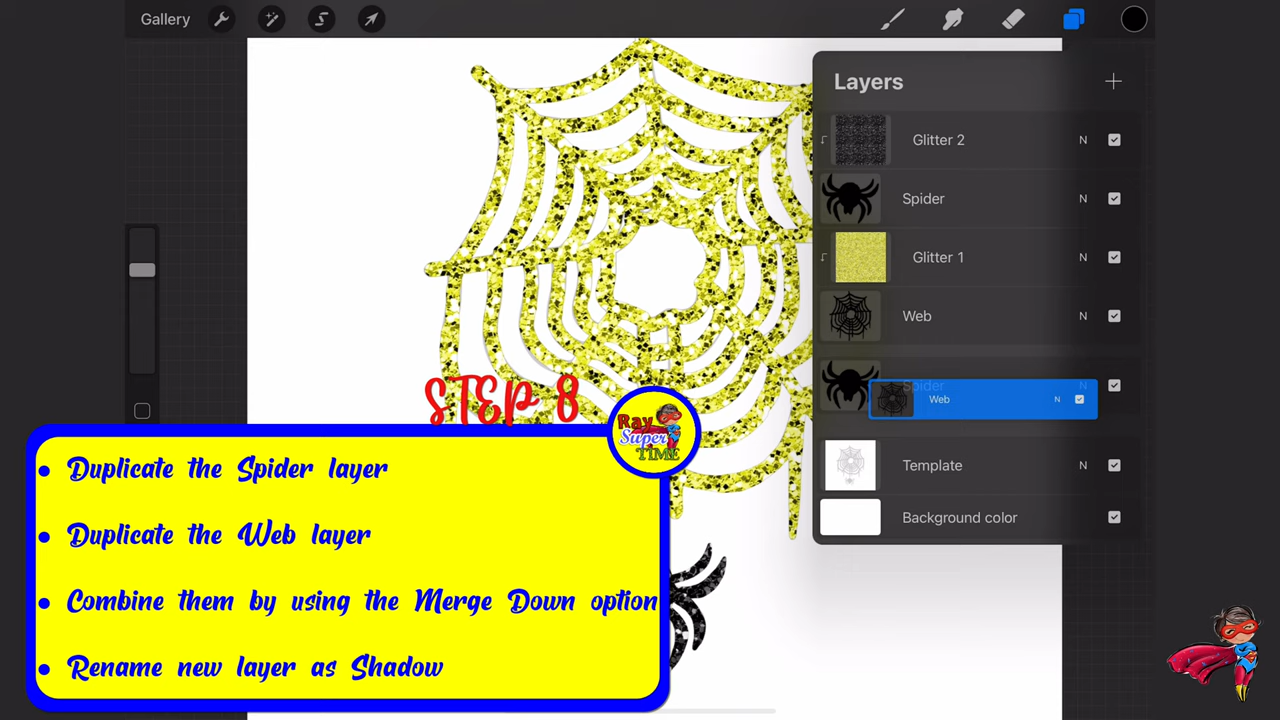 Gallery
Layers
Glitter 2 N
Spider N
Glitter 1 N
Web N
Spider
Web N
Template N
Background color
STEP 8
Ray
Super
TIME
• Duplicate the Spider layer
• Duplicate the Web layer
• Combine them by using the Merge Down option
• Rename new layer as Shadow